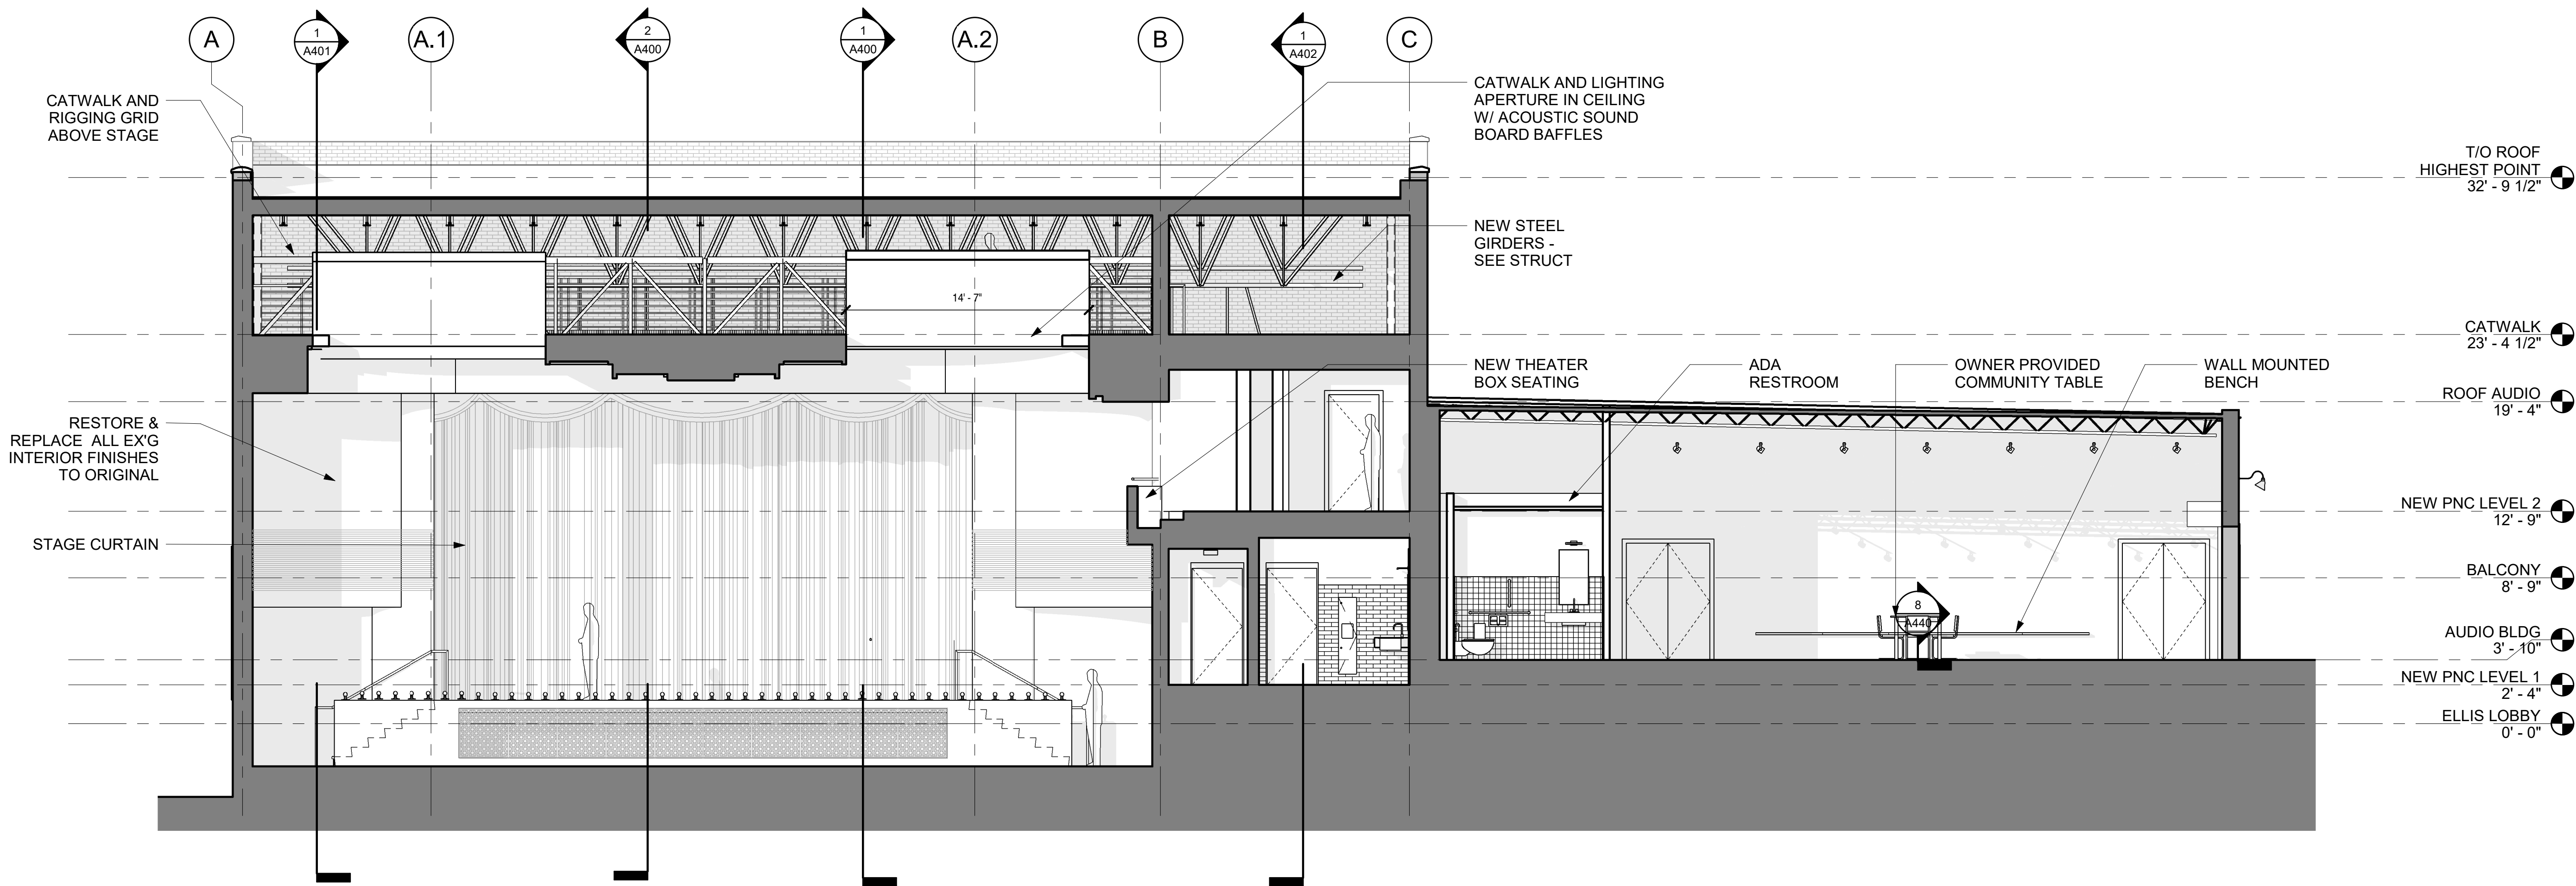 A
1
A401
A.1
2
A400
1
A400
A.2
B
1
A402
C
CATWALK AND
RIGGING GRID
ABOVE STAGE
CATWALK AND LIGHTING
APERTURE IN CEILING
W/ ACOUSTIC SOUND
BOARD BAFFLES
T/O ROOF
HIGHEST POINT
32' - 9 1/2"
NEW STEEL
GIRDERS -
SEE STRUCT
14' - 7"
CATWALK
23' - 4 1/2"
NEW THEATER
BOX SEATING
ADA
RESTROOM
OWNER PROVIDED
COMMUNITY TABLE
WALL MOUNTED
BENCH
ROOF AUDIO
19' - 4"
RESTORE &
REPLACE ALL EX'G
INTERIOR FINISHES
TO ORIGINAL
NEW PNC LEVEL 2
12' - 9"
STAGE CURTAIN
BALCONY
8' - 9"
8
A440
AUDIO BLDG
3' - 10"
NEW PNC LEVEL 1
2' - 4"
ELLIS LOBBY
0' - 0"